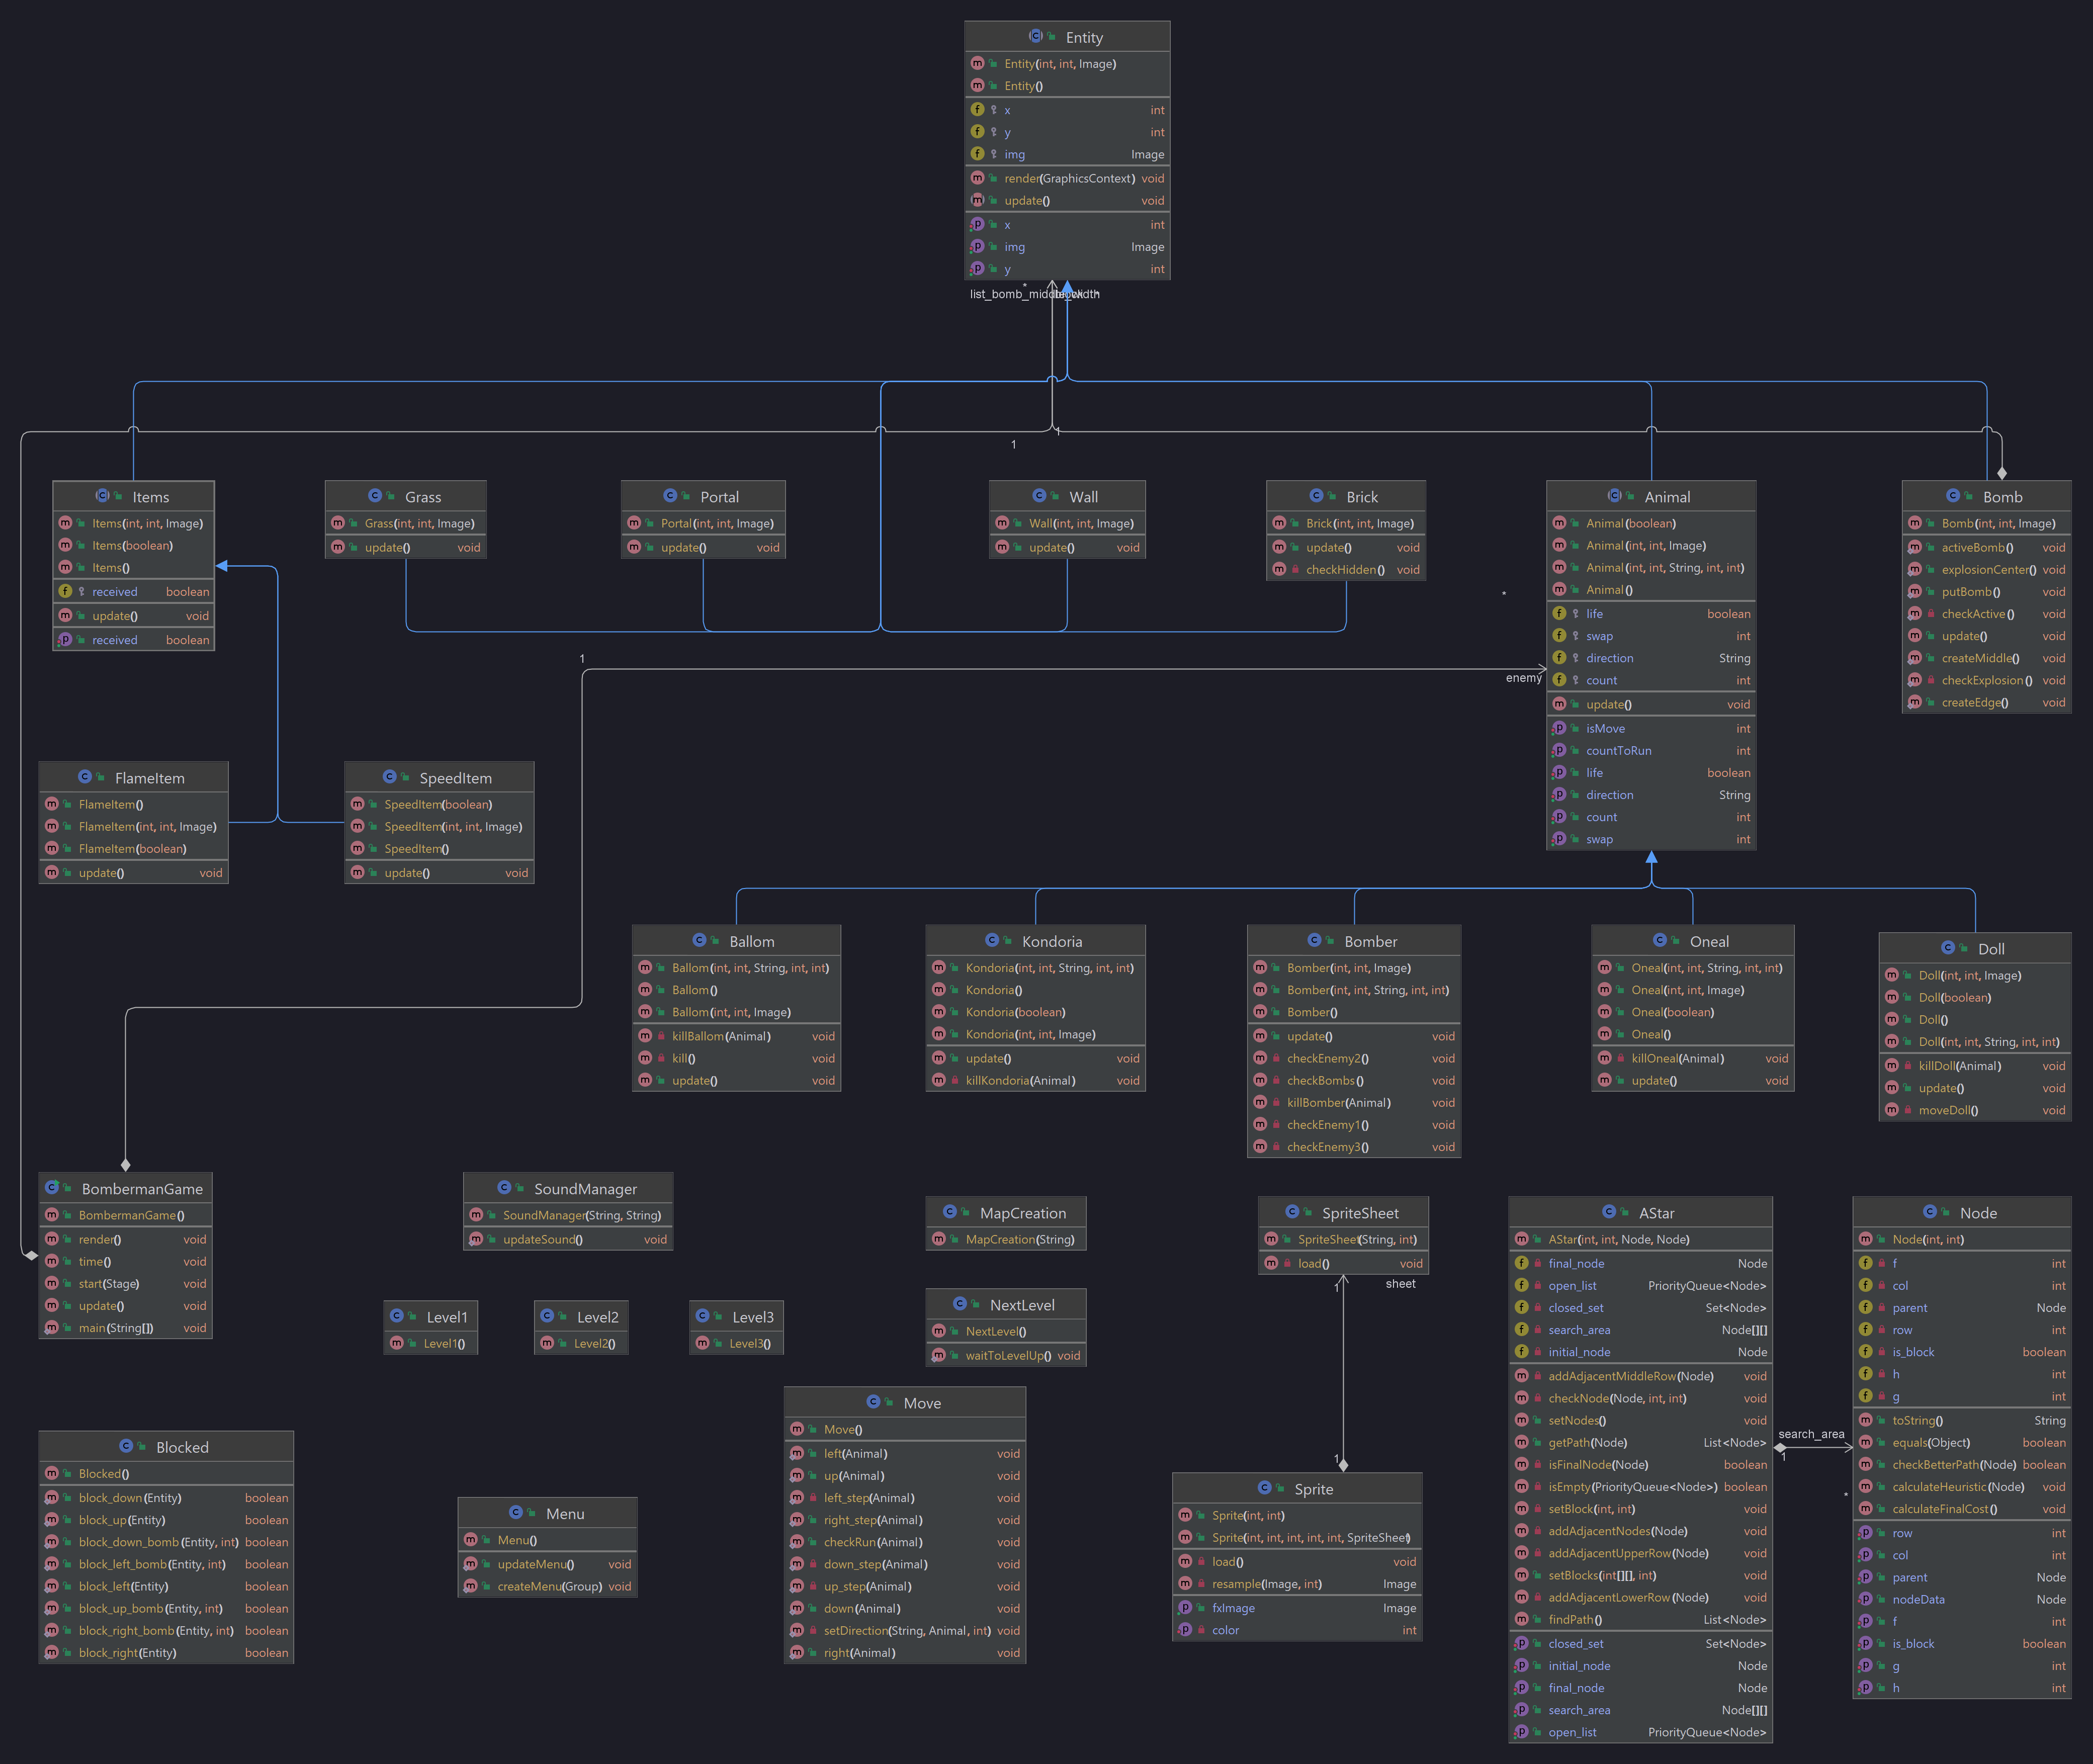 Entity
Entity(int, int, Image)
Entity()
x int
y int
img Image
render(GraphicsContext) void
update() void
x int
img Image
y int
*
list_bomb_middle_width *
1
1
Items
Items(int, int, Image)
Items(boolean)
Items()
received boolean
update() void
received boolean
Grass
Grass(int, int, Image)
update() void
Portal
Portal(int, int, Image)
update() void
Wall
Wall(int, int, Image)
update() void
Brick
Brick(int, int, Image)
update() void
checkHidden() void
Animal
Animal(boolean)
Animal(int, int, Image)
Animal(int, int, String, int, int)
Animal()
life boolean
swap int
direction String
count int
update() void
isMove int
countToRun int
life boolean
direction String
count int
swap int
Bomb
Bomb(int, int, Image)
activeBomb() void
explosionCenter() void
putBomb() void
checkActive() void
update() void
createMiddle() void
checkExplosion() void
createEdge() void
*
1
enemy
FlameItem
FlameItem()
FlameItem(int, int, Image)
FlameItem(boolean)
update() void
SpeedItem
SpeedItem(boolean)
SpeedItem(int, int, Image)
SpeedItem()
update() void
Ballom
Ballom(int, int, String, int, int)
Ballom()
Ballom(int, int, Image)
killBallom(Animal) void
kill() void
update() void
Kondoria
Kondoria(int, int, String, int, int)
Kondoria()
Kondoria(boolean)
Kondoria(int, int, Image)
update() void
killKondoria(Animal) void
Bomber
Bomber(int, int, Image)
Bomber(int, int, String, int, int)
Bomber()
update() void
checkEnemy2() void
checkBombs() void
killBomber(Animal) void
checkEnemy1() void
checkEnemy3() void
Oneal
Oneal(int, int, String, int, int)
Oneal(int, int, Image)
Oneal(boolean)
Oneal()
killOneal(Animal) void
update() void
Doll
Doll(int, int, Image)
Doll(boolean)
Doll()
Doll(int, int, String, int, int)
killDoll(Animal) void
update() void
moveDoll() void
BombermanGame
BombermanGame()
render() void
time() void
start(Stage) void
update() void
main(String[]) void
SoundManager
SoundManager(String, String)
updateSound() void
MapCreation
MapCreation(String)
SpriteSheet
SpriteSheet(String, int)
load() void
1
sheet
AStar
AStar(int, int, Node, Node)
final_node Node
open_list PriorityQueue<Node>
closed_set Set<Node>
search_area Node[][]
initial_node Node
addAdjacentMiddleRow(Node) void
checkNode(Node, int, int) void
setNodes() void
getPath(Node) List<Node>
isFinalNode(Node) boolean
isEmpty(PriorityQueue<Node>) boolean
setBlock(int, int) void
addAdjacentNodes(Node) void
addAdjacentUpperRow(Node) void
setBlocks(int[][], int) void
addAdjacentLowerRow(Node) void
findPath() List<Node>
closed_set Set<Node>
initial_node Node
final_node Node
search_area Node[][]
open_list PriorityQueue<Node>
search_area
1
*
Node
Node(int, int)
f int
col int
parent Node
row int
is_block boolean
h int
g int
toString() String
equals(Object) boolean
checkBetterPath(Node) boolean
calculateHeuristic(Node) void
calculateFinalCost() void
row int
col int
parent Node
nodeData Node
f int
is_block boolean
g int
h int
Level1
Level1()
Level2
Level2()
Level3
Level3()
NextLevel
NextLevel()
waitToLevelUp() void
Move
Move()
left(Animal) void
up(Animal) void
left_step(Animal) void
right_step(Animal) void
checkRun(Animal) void
down_step(Animal) void
up_step(Animal) void
down(Animal) void
setDirection(String, Animal, int) void
right(Animal) void
Blocked
Blocked()
block_down(Entity) boolean
block_up(Entity) boolean
block_down_bomb(Entity, int) boolean
block_left_bomb(Entity, int) boolean
block_left(Entity) boolean
block_up_bomb(Entity, int) boolean
block_right_bomb(Entity, int) boolean
block_right(Entity) boolean
Menu
Menu()
updateMenu() void
createMenu(Group) void
1
Sprite
Sprite(int, int)
Sprite(int, int, int, int, int, SpriteSheet)
load() void
resample(Image, int) Image
fxImage Image
color int